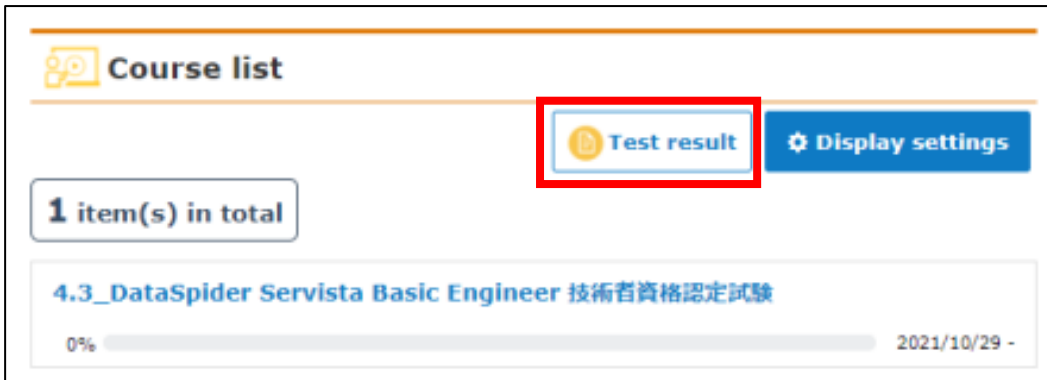 Course list
Test result
Display settings
1 item(s) in total
4.3_DataSpider Servista Basic Engineer 技術者資格認定試験
0%
2021/10/29 -